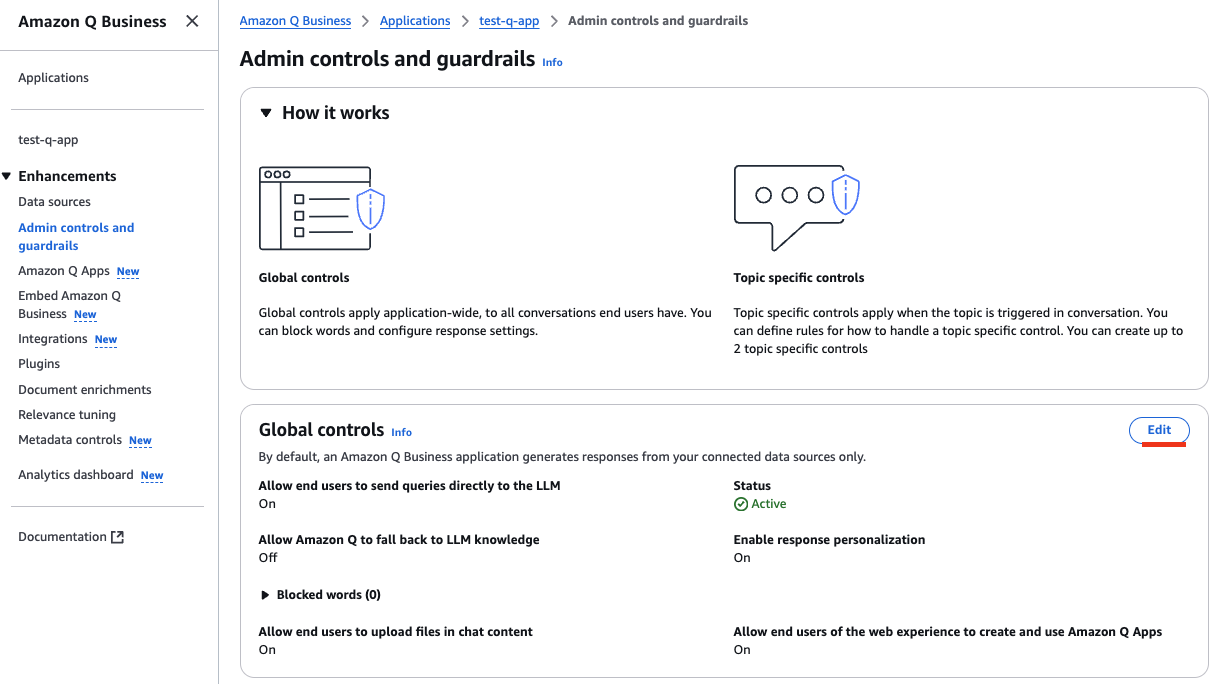 Amazon Q Business
Applications
test-q-app
Enhancements
Data sources
Admin controls and
guardrails
Amazon Q Apps New
Embed Amazon Q
Business New
Integrations New
Plugins
Document enrichments
Relevance tuning
Metadata controls New
Analytics dashboard New
Documentation
Amazon Q Business > Applications > test-q-app > Admin controls and guardrails
Admin controls and guardrails Info
How it works
Global controls
Global controls apply application-wide, to all conversations end users have. You
can block words and configure response settings.
Topic specific controls
Topic specific controls apply when the topic is triggered in conversation. You
can define rules for how to handle a topic specific control. You can create up to
2 topic specific controls
Global controls Info
Edit
By default, an Amazon Q Business application generates responses from your connected data sources only.
Allow end users to send queries directly to the LLM
On
Status
Active
Allow Amazon Q to fall back to LLM knowledge
Off
Enable response personalization
On
Blocked words (0)
Allow end users to upload files in chat content
On
Allow end users of the web experience to create and use Amazon Q Apps
On